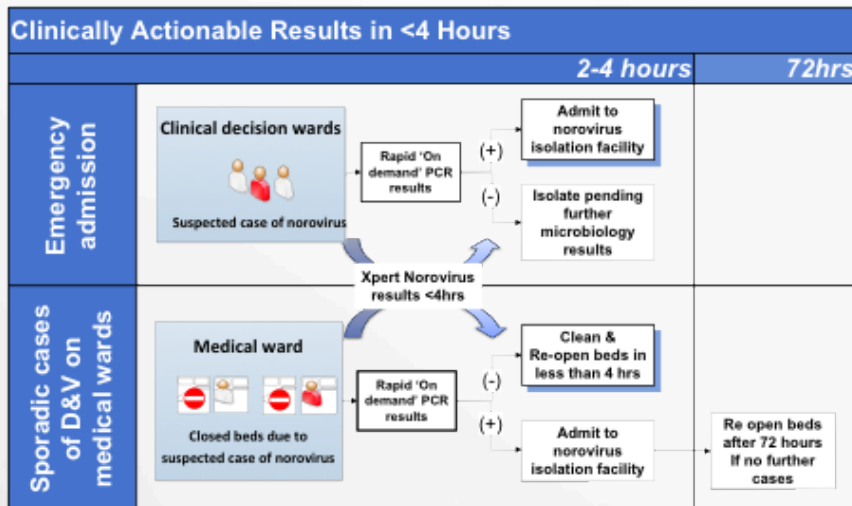 Clinically Actionable Results in <4 Hours
2-4 hours
72hrs
Emergency
admission
Clinical decision wards
Suspected case of norovirus
Rapid 'On
demand' PCR
results
(+)
(-)
Admit to
norovirus
isolation facility
Isolate pending
further
microbiology
results
Xpert Norovirus
results <4hrs
Sporadic cases
of D&V on
medical wards
Medical ward
Closed beds due to
suspected case of norovirus
Rapid 'On
demand' PCR
results
(-)
(+)
Clean &
Re-open beds in
less than 4 hrs
Admit to
norovirus
isolation facility
Re open beds
after 72 hours
If no further
cases